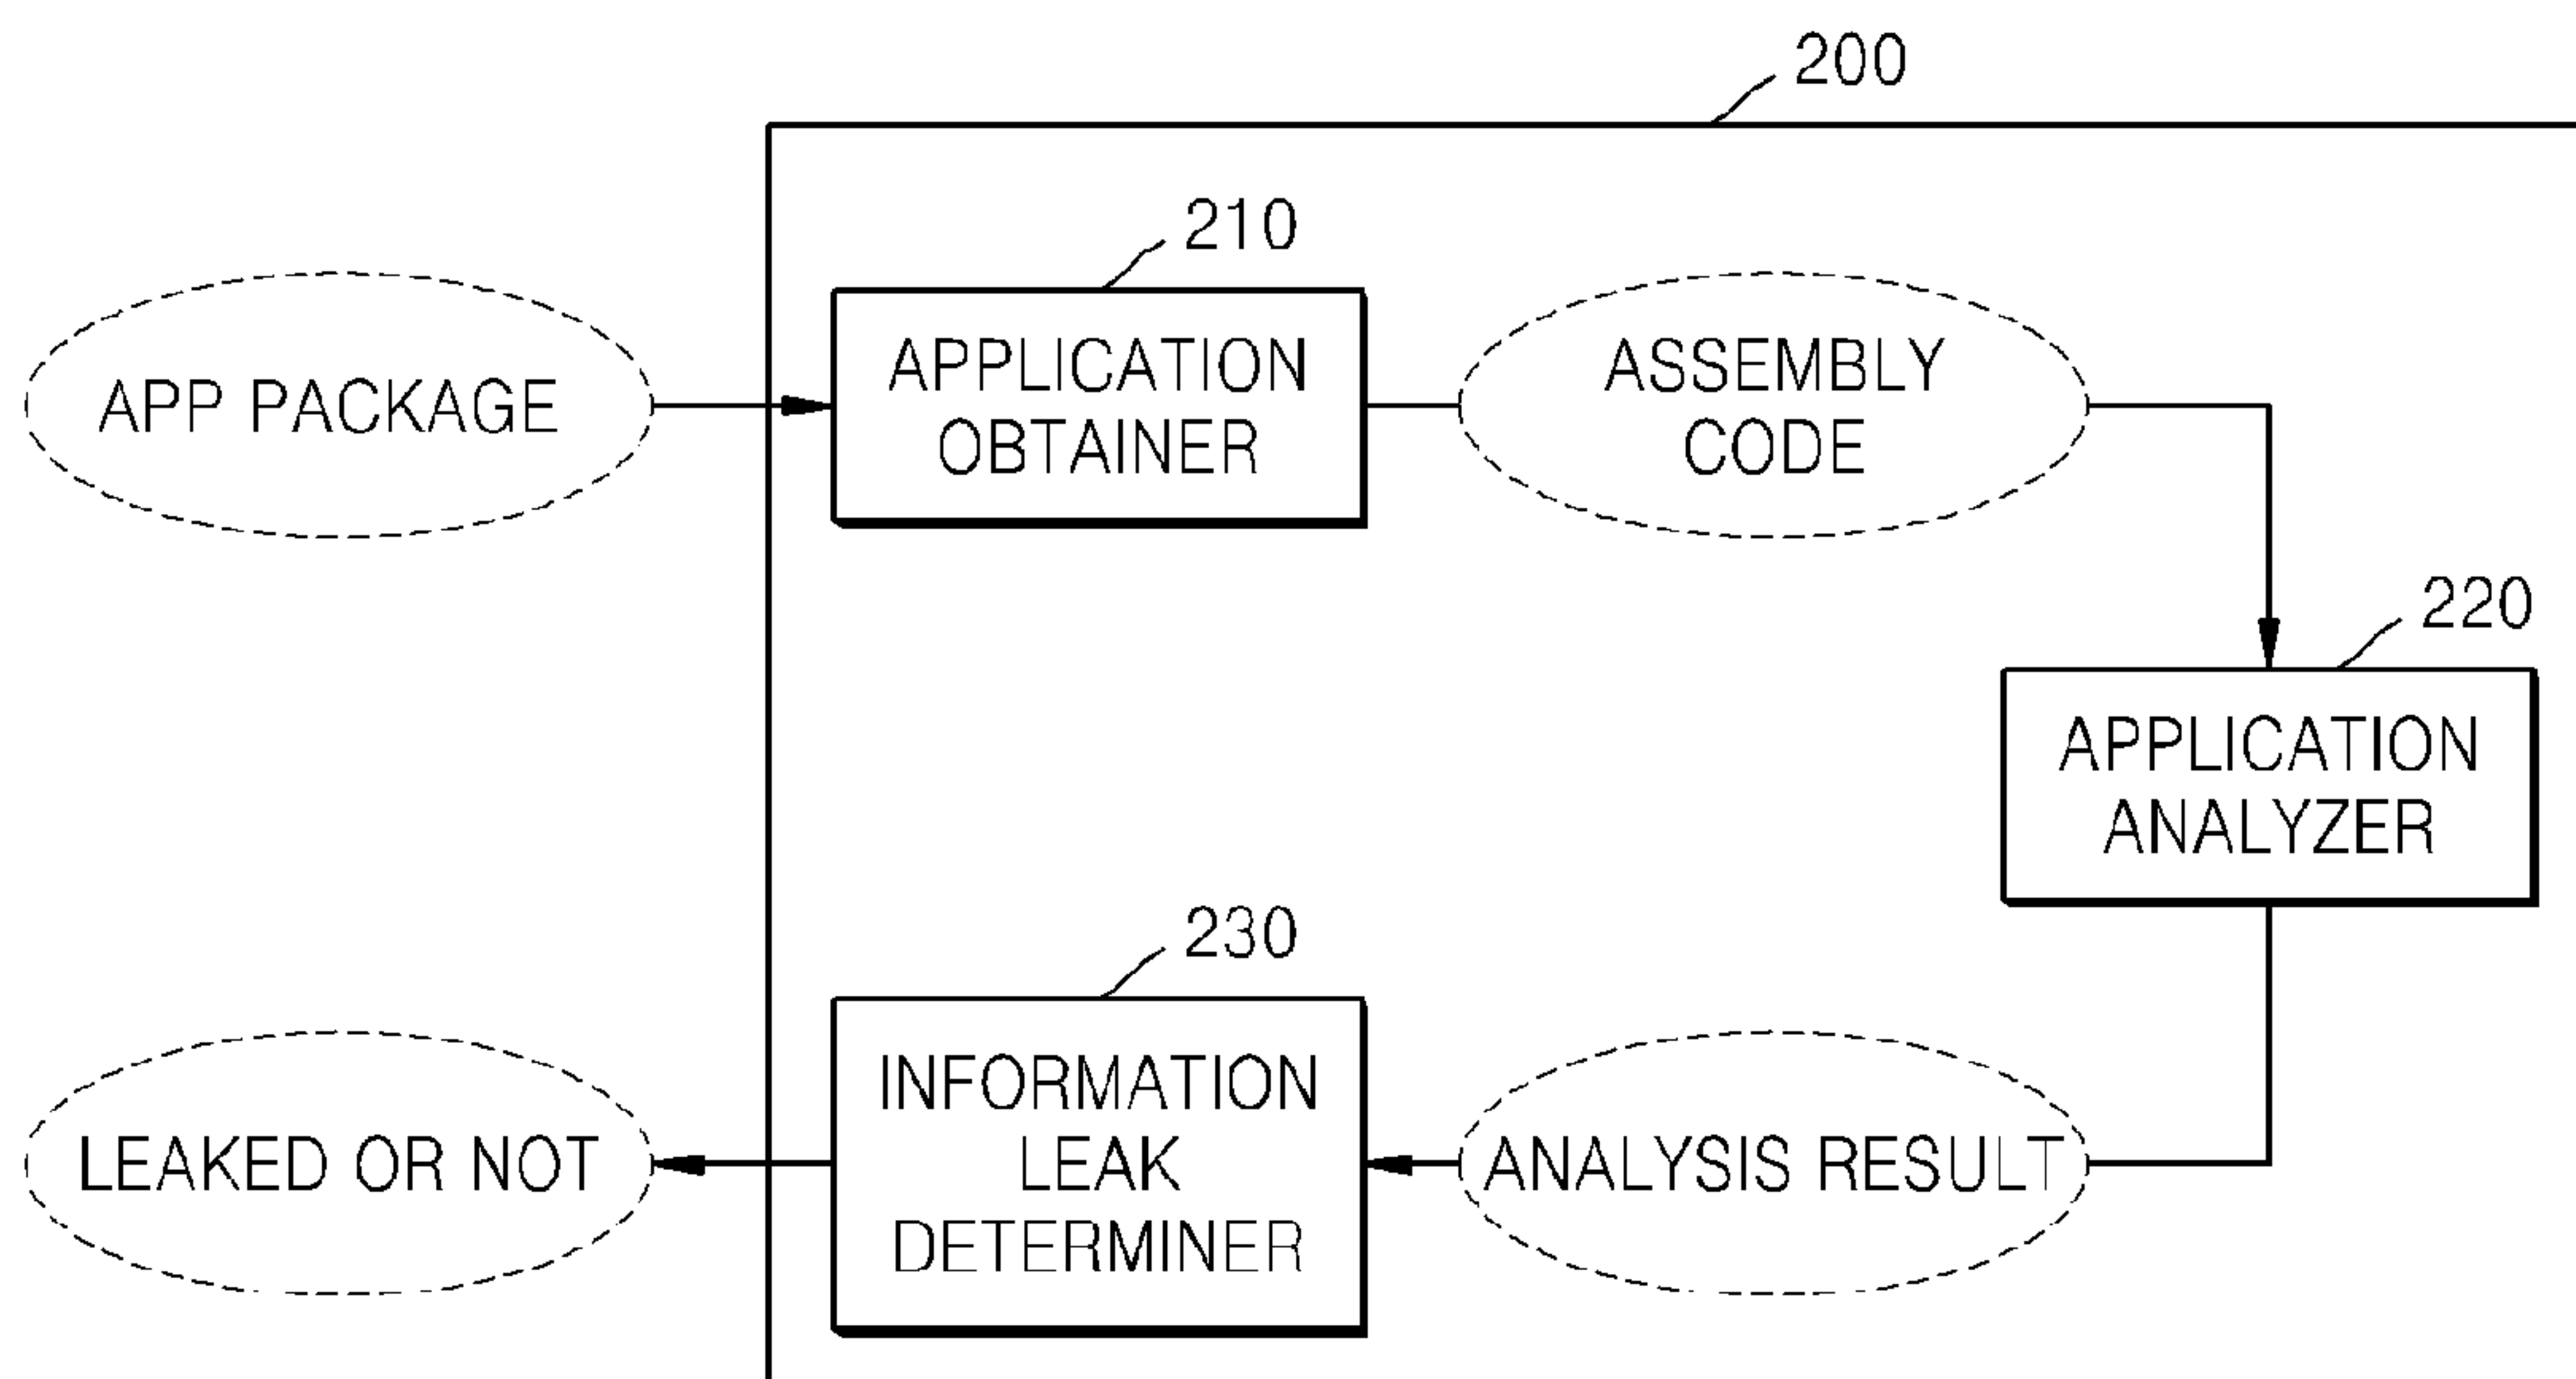 200
210
APP PACKAGE
APPLICATION
OBTAINER
ASSEMBLY
CODE
220
APPLICATION
ANALYZER
230
LEAKED OR NOT
INFORMATION
LEAK
DETERMINER
ANALYSIS RESULT